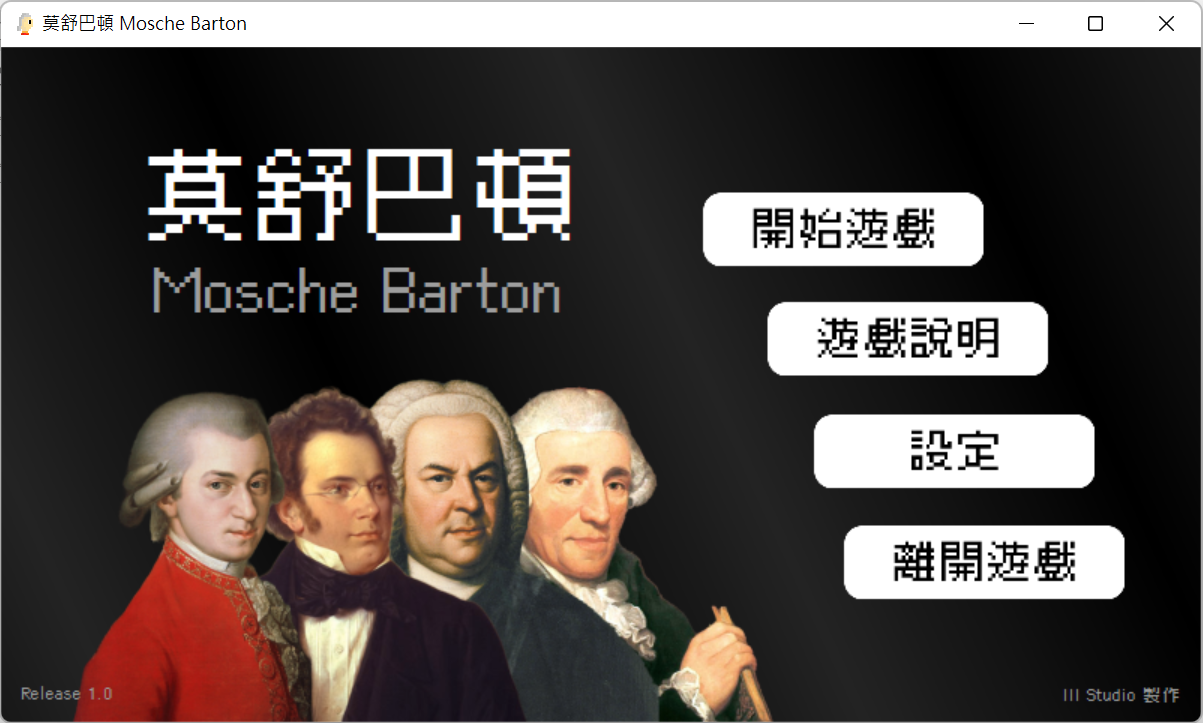 莫舒巴頓 Mosche Barton
莫舒巴頓
Mosche Barton
開始遊戲
遊戲說明
設定
離開遊戲
Release 1.0
III Studio 製作